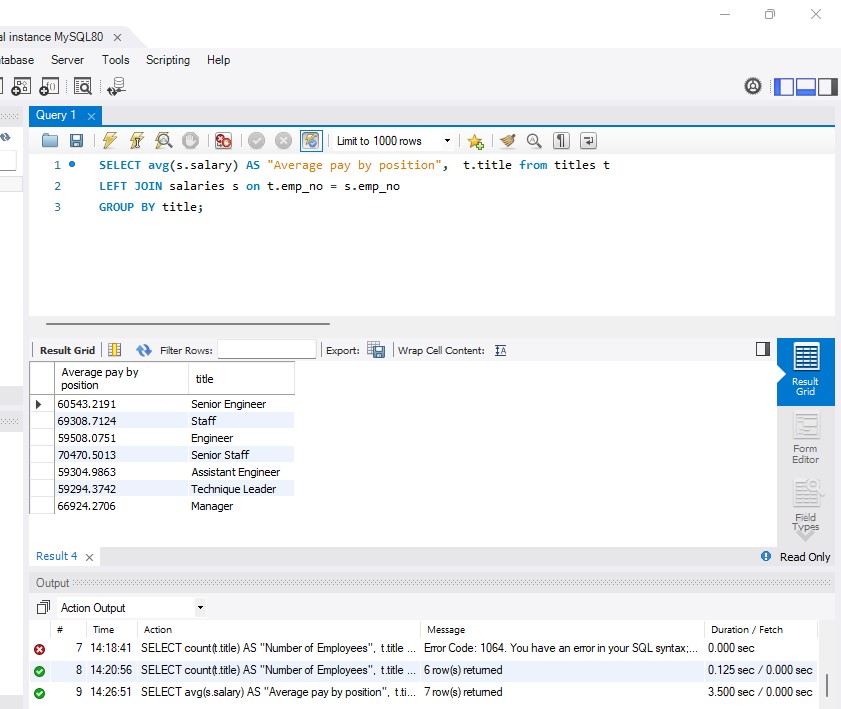 al instance MySQL80
tabase Server Tools Scripting Help
Query 1
Limit to 1000 rows
1 SELECT avg(s.salary) AS "Average pay by position", t.title from titles t
2 LEFT JOIN salaries s on t.emp_no = s.emp_no
3 GROUP BY title;
Result Grid Filter Rows: Export: Wrap Cell Content:
Average pay by
position title
60543.2191 Senior Engineer
69308.7124 Staff
59508.0751 Engineer
70470.5013 Senior Staff
59304.9863 Assistant Engineer
59294.3742 Technique Leader
66924.2706 Manager
Result
Grid
Form
Editor
Field
Types
Result 4 Read Only
Output
Action Output
# Time Action Message Duration / Fetch
7 14:18:41 SELECT count(t.title) AS "Number of Employees", t.title ... Error Code: 1064. You have an error in your SQL syntax;... 0.000 sec
8 14:20:56 SELECT count(t.title) AS "Number of Employees", t.title ... 6 row(s) returned 0.125 sec / 0.000 sec
9 14:26:51 SELECT avg(s.salary) AS "Average pay by position", t.ti... 7 row(s) returned 3.500 sec / 0.000 sec